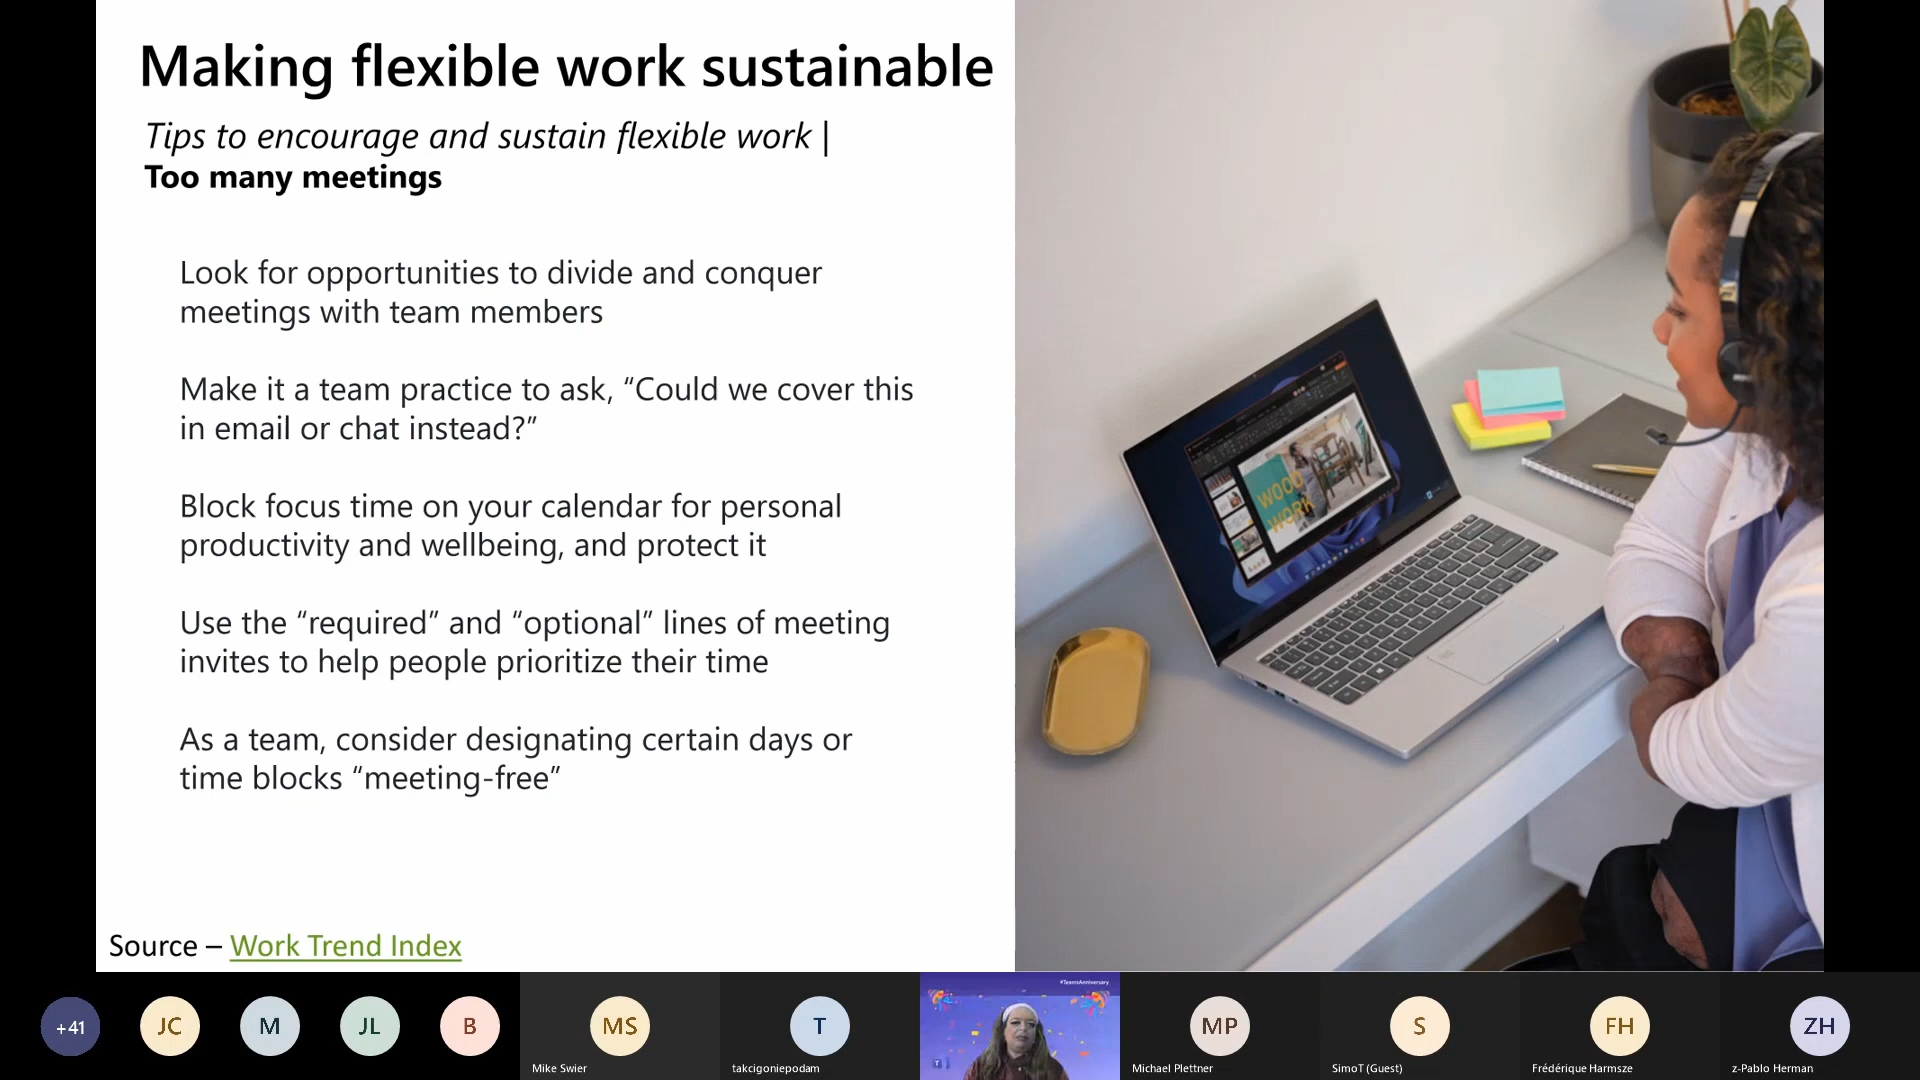 Making flexible work sustainable
Tips to encourage and sustain flexible work |
Too many meetings
Look for opportunities to divide and conquer
meetings with team members
Make it a team practice to ask, “Could we cover this
in email or chat instead?”
Block focus time on your calendar for personal
productivity and wellbeing, and protect it
Use the “required” and “optional” lines of meeting
invites to help people prioritize their time
As a team, consider designating certain days or
time blocks “meeting-free”
Source – Work Trend Index
WOOD
WORK
#TeamsAnniversary
+41
JC
M
JL
B
MS
T
MP
S
FH
ZH
Mike Swier
takcigoniepodam
Michael Plettner
SimoT (Guest)
Frédérique Harmsze
z-Pablo Herman